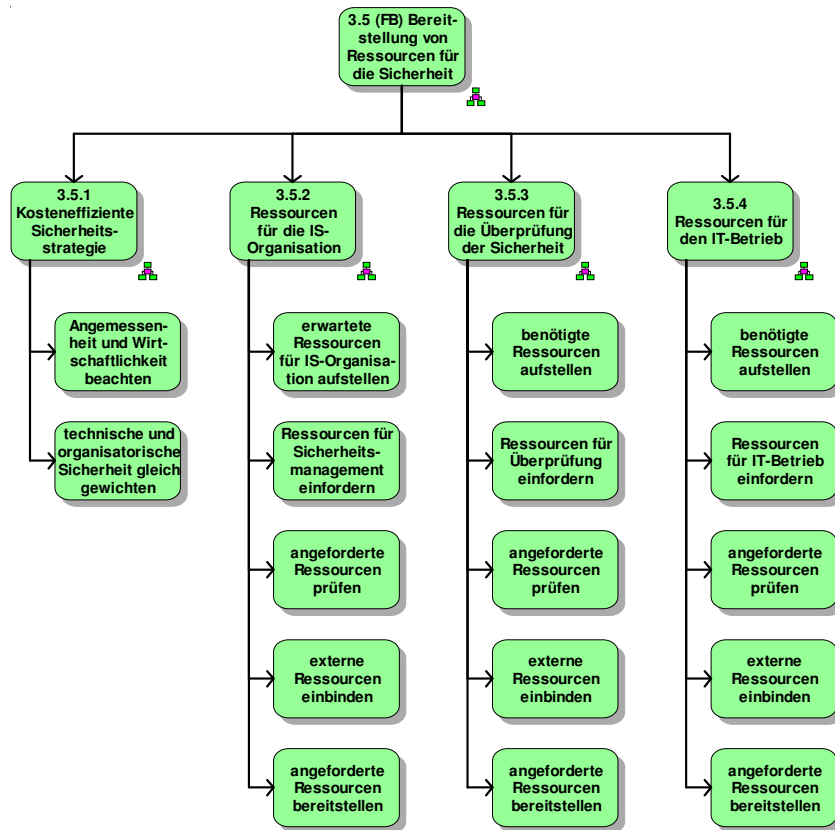 3.5 (FB) Bereit-
stellung von
Ressourcen für
die Sicherheit
3.5.1
Kosteneffiziente
Sicherheits-
strategie
Angemessen-
heit und Wirt-
schaftlichkeit
beachten
technische und
organisatorische
Sicherheit gleich
gewichten
3.5.2
Ressourcen
für die IS-
Organisation
erwartete
Ressourcen
für IS-Organisa-
tion aufstellen
Ressourcen für
Sicherheits-
management
einfordern
angeforderte
Ressourcen
prüfen
externe
Ressourcen
einbinden
angeforderte
Ressourcen
bereitstellen
3.5.3
Ressourcen für
die Überprüfung
der Sicherheit
benötigte
Ressourcen
aufstellen
Ressourcen für
Überprüfung
einfordern
angeforderte
Ressourcen
prüfen
externe
Ressourcen
einbinden
angeforderte
Ressourcen
bereitstellen
3.5.4
Ressourcen für
den IT-Betrieb
benötigte
Ressourcen
aufstellen
Ressourcen
für IT-Betrieb
einfordern
angeforderte
Ressourcen
prüfen
externe
Ressourcen
einbinden
angeforderte
Ressourcen
bereitstellen